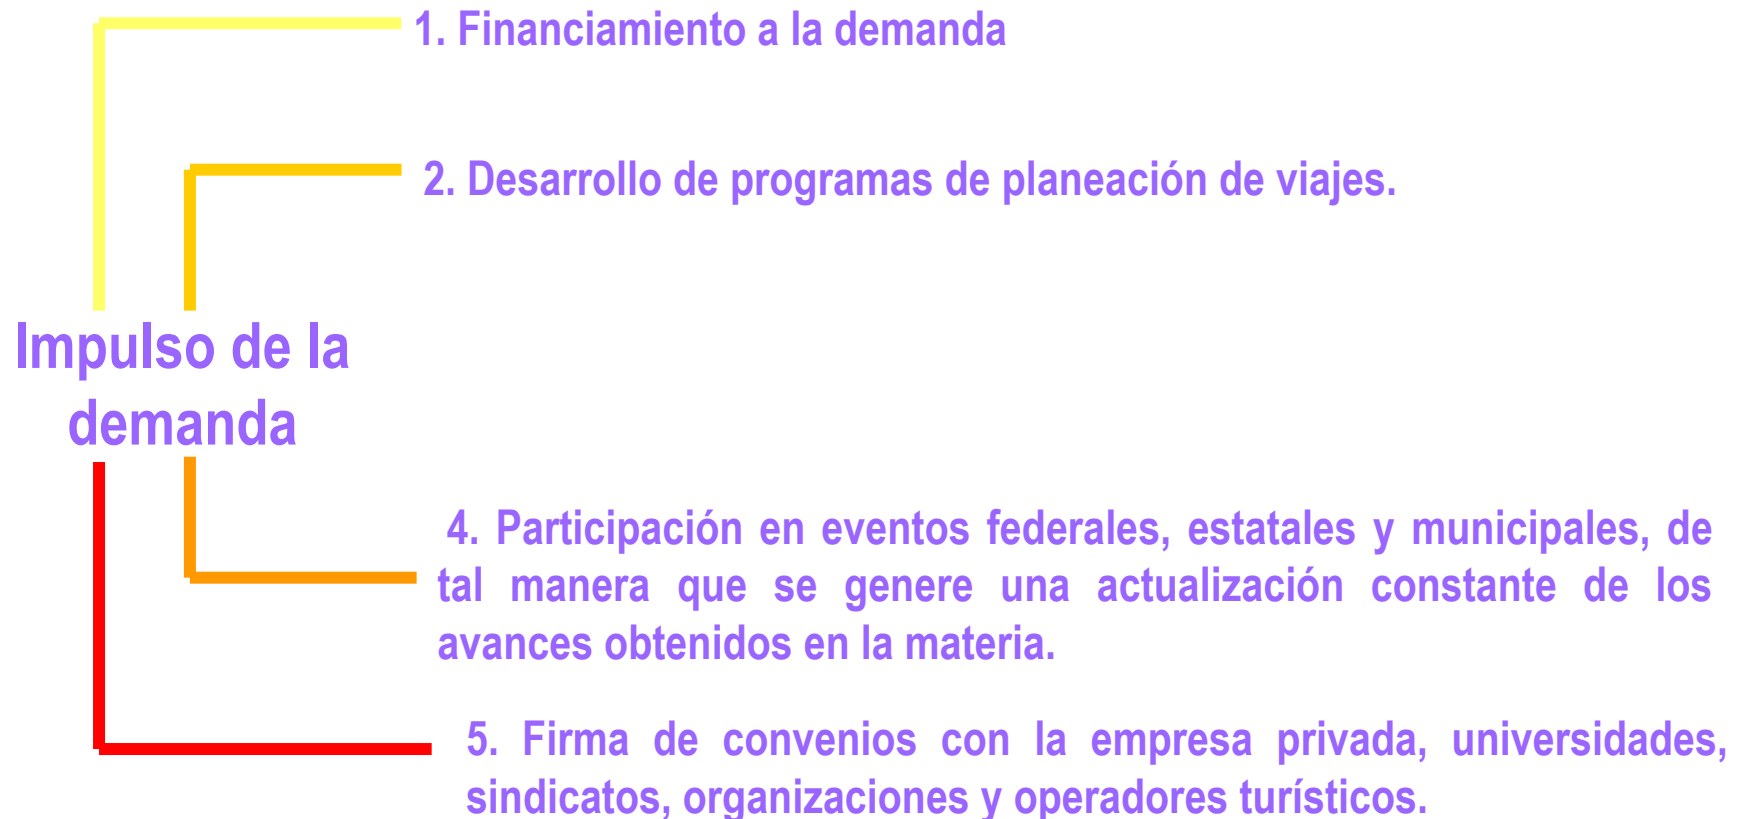 1. Financiamiento a la demanda
2. Desarrollo de programas de planeación de viajes.
Impulso de la
demanda
4. Participación en eventos federales, estatales y municipales, de
tal manera que se genere una actualización constante de los
avances obtenidos en la materia.
5. Firma de convenios con la empresa privada, universidades,
sindicatos, organizaciones y operadores turísticos.